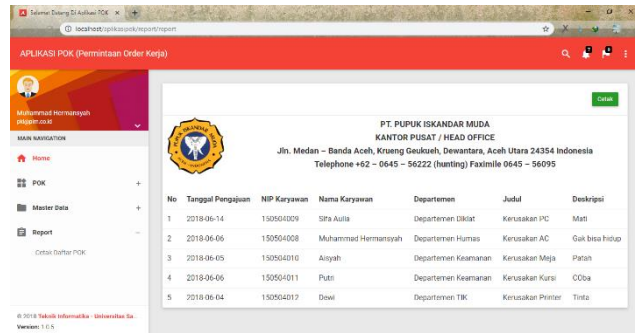 Selamat Datang Di Aplikasi POK
localhost/aplikasipok/report/report
APLIKASI POK (Permintaan Order Kerja)
Muhammad Hermansyah
pkl@pim.co.id
MAIN NAVIGATION
Home
POK
Master Data
Report
Cetak Daftar POK
© 2018 Teknik Informatika - Universitas Sa...
Version: 1.0.5
Cetak
PT. PUPUK ISKANDAR MUDA
KANTOR PUSAT / HEAD OFFICE
Jln. Medan – Banda Aceh, Krueng Geukueh, Dewantara, Aceh Utara 24354 Indonesia
Telephone +62 – 0645 – 56222 (hunting) Faximile 0645 – 56095
No Tanggal Pengajuan NIP Karyawan Nama Karyawan Departemen Judul Deskripsi
1 2018-06-14 150504009 Sifa Aulia Departemen Diklat Kerusakan PC Mati
2 2018-06-06 150504008 Muhammad Hermansyah Departemen Humas Kerusakan AC Gak bisa hidup
3 2018-06-05 150504010 Aisyah Departemen Keamanan Kerusakan Meja Patah
4 2018-06-06 150504011 Putri Departemen Keamanan Kerusakan Kursi COba
5 2018-06-04 150504012 Dewi Departemen TIK Kerusakan Printer Tinta